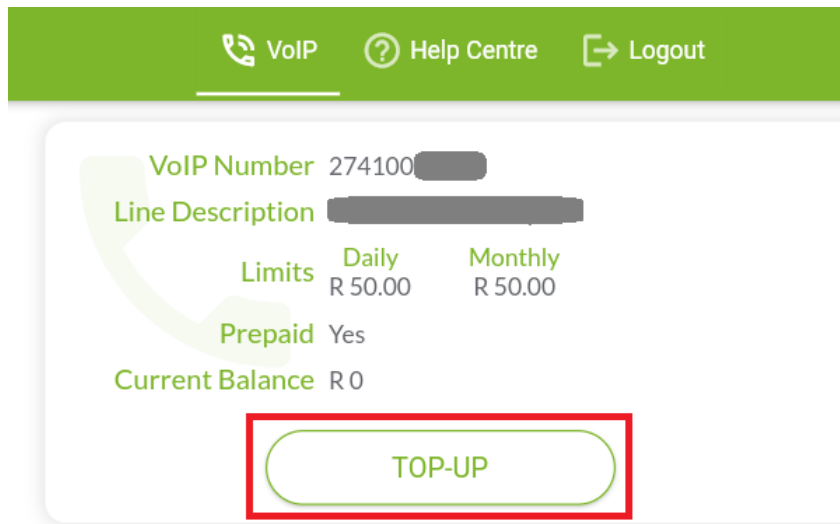 VoIP Help Centre Logout
VoIP Number 274100
Line Description
Limits Daily Monthly
R 50.00 R 50.00
Prepaid Yes
Current Balance R 0
TOP-UP